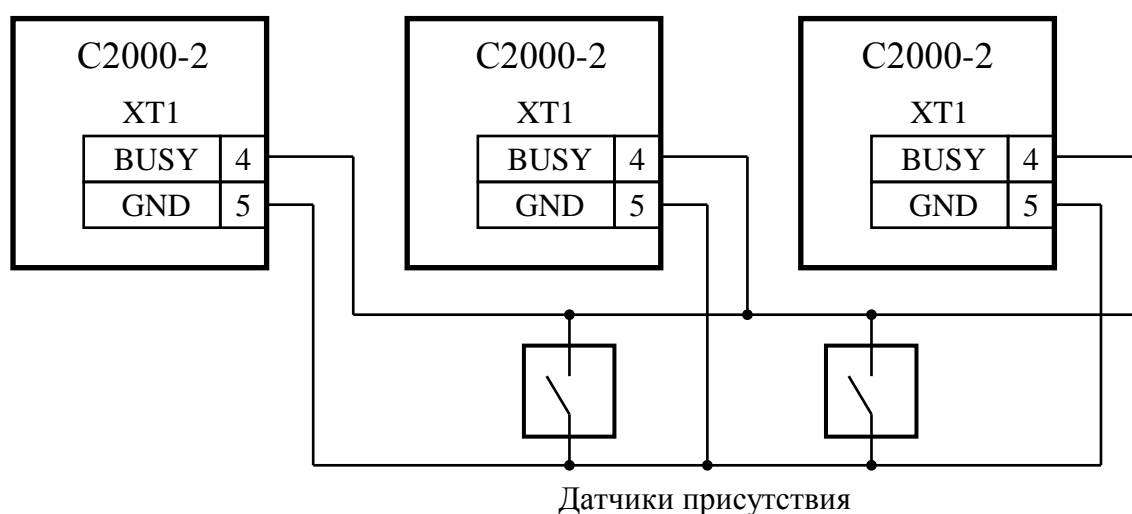 С2000-2 С2000-2 С2000-2
XT1 XT1 XT1
BUSY 4 BUSY 4 BUSY 4
GND 5 GND 5 GND 5
Датчики присутствия